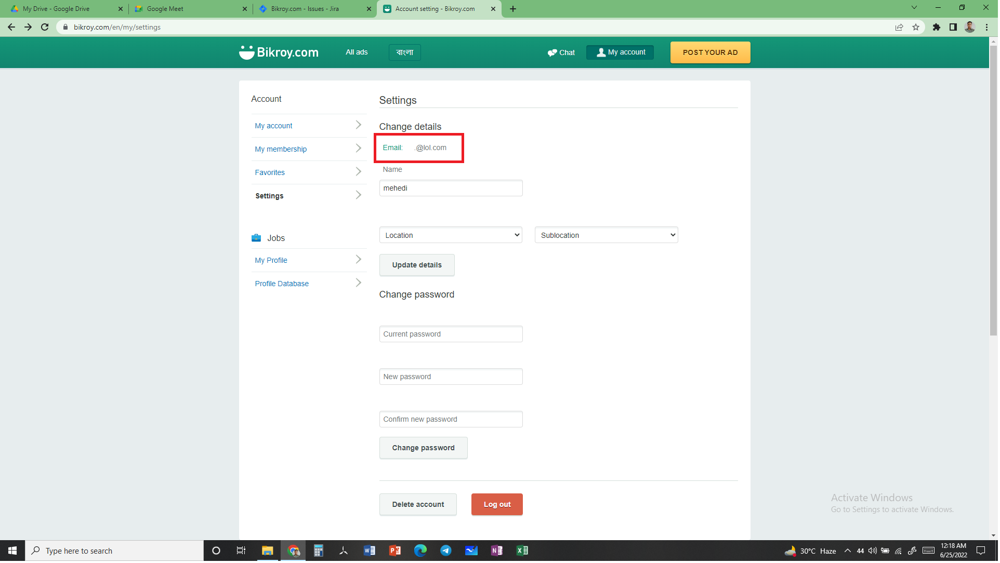 My Drive - Google Drive
Google Meet
Bikroy.com - Issues - Jira
Account setting - Bikroy.com
bikroy.com/en/my/settings
Bikroy.com
All ads
বাংলা
Chat
My account
POST YOUR AD
Account
My account
My membership
Favorites
Settings
Jobs
My Profile
Profile Database
Settings
Change details
Email: .@lol.com
Name
mehedi
Location
Sublocation
Update details
Change password
Current password
New password
Confirm new password
Change password
Delete account
Log out
Activate Windows
Go to Settings to activate Windows.
Type here to search
30°C Haze
44
12:18 AM
6/25/2022